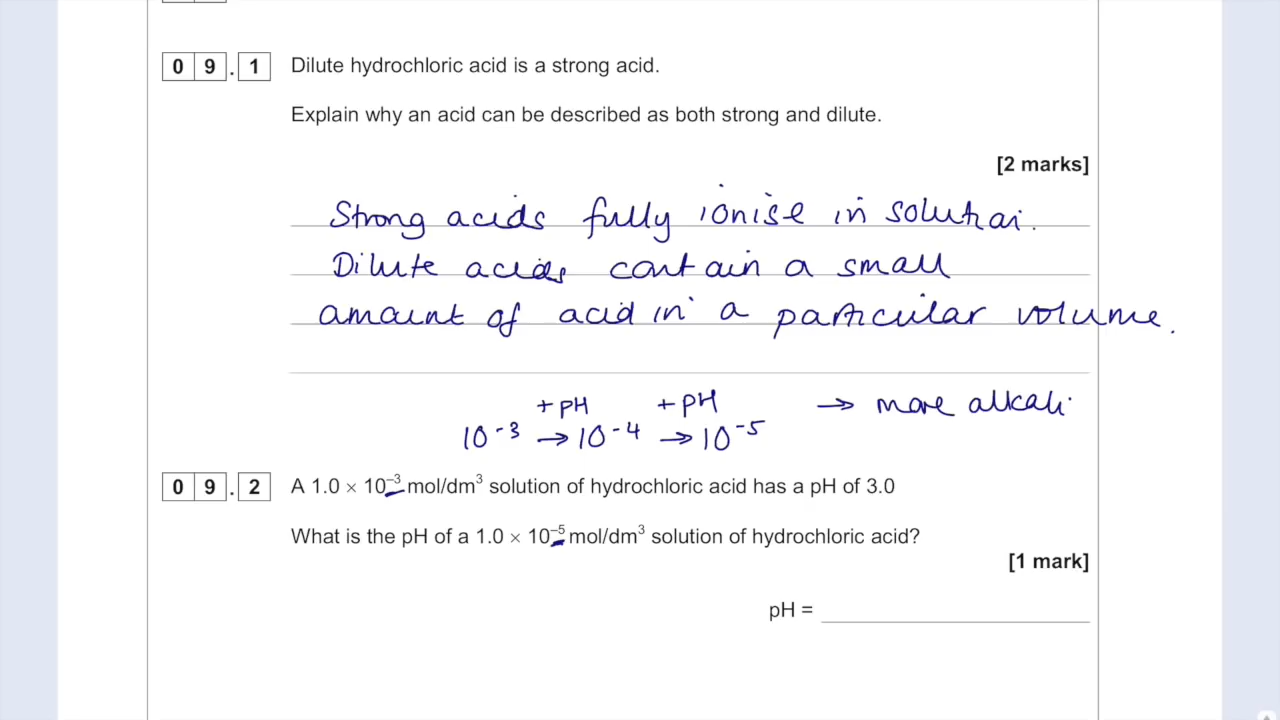 0 9 . 1 Dilute hydrochloric acid is a strong acid.
Explain why an acid can be described as both strong and dilute.
[2 marks]
Strong acids fully ionise in solution.
Dilute acids contain a small
amount of acid in a particular volume.
+pH +pH → more alkali
10⁻³ → 10⁻⁴ → 10⁻⁵
0 9 . 2 A 1.0 × 10⁻³ mol/dm³ solution of hydrochloric acid has a pH of 3.0
What is the pH of a 1.0 × 10⁻⁵ mol/dm³ solution of hydrochloric acid?
[1 mark]
pH =